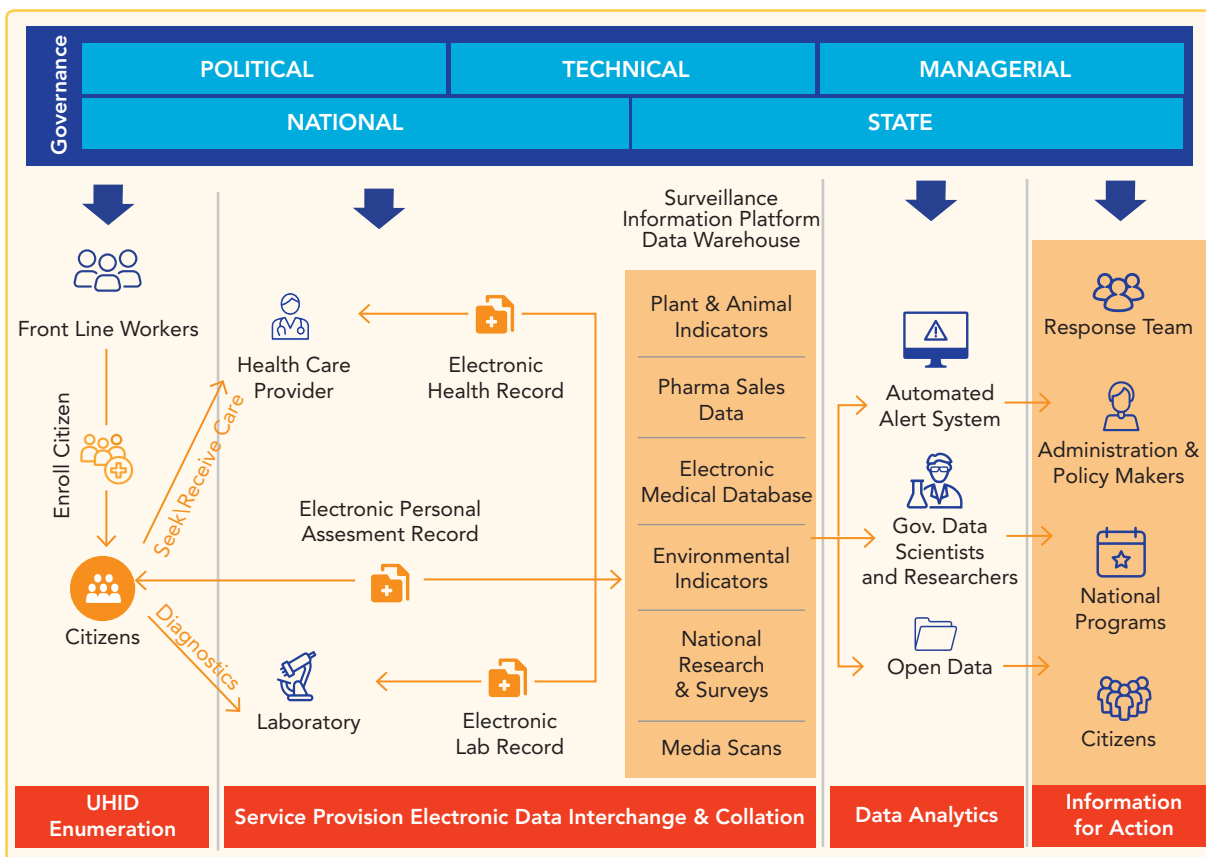 Governance
POLITICAL
TECHNICAL
MANAGERIAL
NATIONAL
STATE
Front Line Workers
Enroll Citizen
Citizens
Seek\Receive Care
Diagnostics
Health Care
Provider
Electronic
Health Record
Electronic Personal
Assesment Record
Laboratory
Electronic
Lab Record
Surveillance
Information Platform
Data Warehouse
Plant & Animal
Indicators
Pharma Sales
Data
Electronic
Medical Database
Environmental
Indicators
National
Research
& Surveys
Media Scans
Automated
Alert System
Gov. Data
Scientists
and Researchers
Open Data
Response Team
Administration &
Policy Makers
National
Programs
Citizens
UHID
Enumeration
Service Provision Electronic Data Interchange & Collation
Data Analytics
Information
for Action